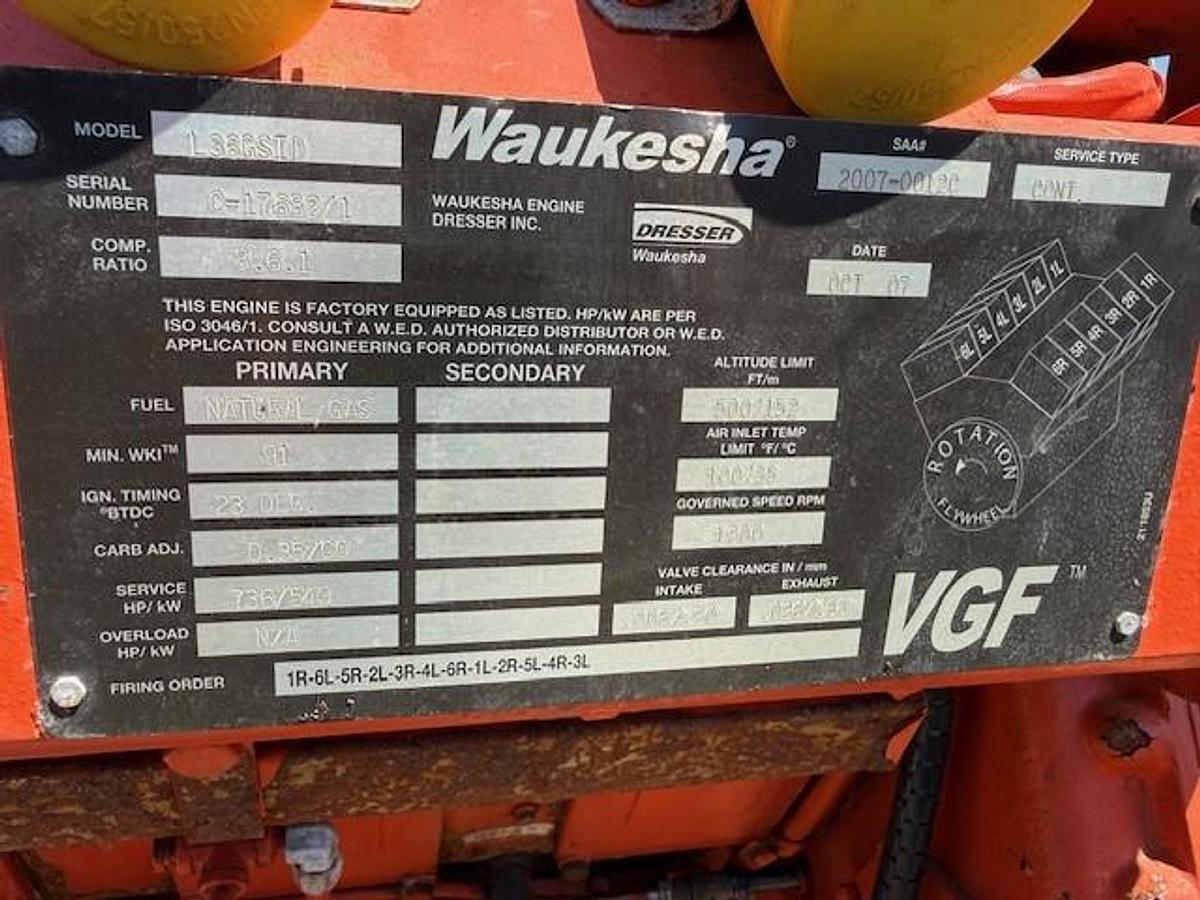 MODEL L36GSID
Waukesha®
SAA# 2007-0012C
SERVICE TYPE CONT.
SERIAL NUMBER
WAUKESHA ENGINE
DRESSER INC.
DRESSER
Waukesha
COMP. RATIO
DATE OCT 07
THIS ENGINE IS FACTORY EQUIPPED AS LISTED. HP/kW ARE PER
ISO 3046/1. CONSULT A W.E.D. AUTHORIZED DISTRIBUTOR OR W.E.D.
APPLICATION ENGINEERING FOR ADDITIONAL INFORMATION.
PRIMARY SECONDARY
FUEL NATURAL GAS
MIN. WKI™ 91
IGN. TIMING °BTDC 23 DEG.
CARB ADJ.
SERVICE HP/ kW
OVERLOAD HP/ kW N/A
FIRING ORDER 1R-6L-5R-2L-3R-4L-6R-1L-2R-5L-4R-3L
ALTITUDE LIMIT
FT/m
500/152
AIR INLET TEMP
LIMIT °F/°C
100/38
GOVERNED SPEED RPM
VALVE CLEARANCE IN / mm
INTAKE EXHAUST
6L 5L 4L 3L 2L 1L
6R 5R 4R 3R 2R 1R
ROTATION
FLYWHEEL
VGF™